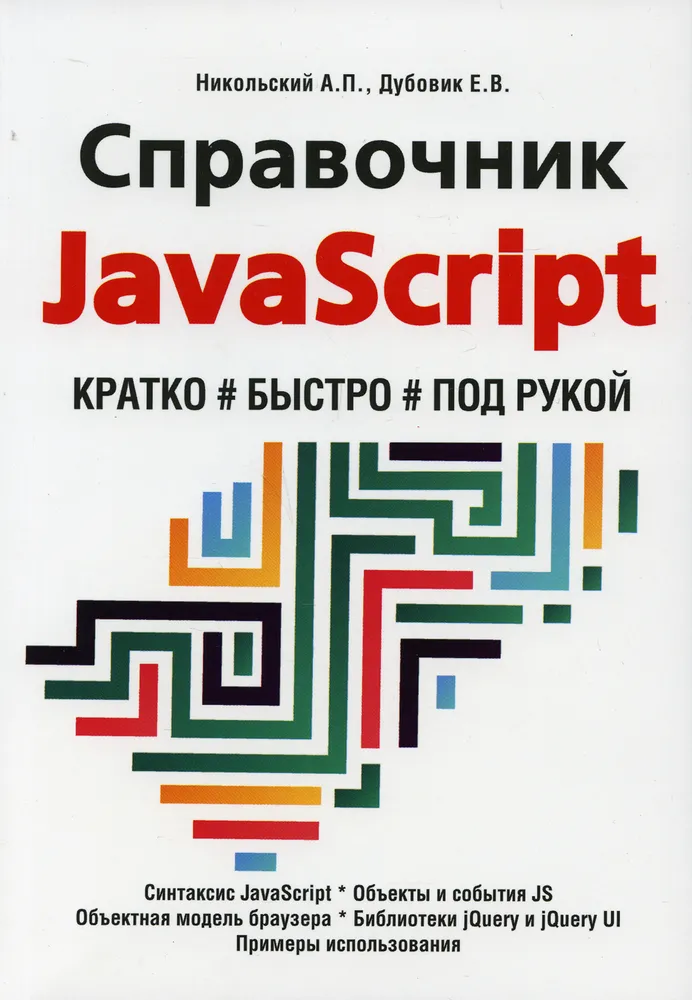 Никольский А.П., Дубовик Е.В.
Справочник
JavaScript
КРАТКО # БЫСТРО # ПОД РУКОЙ
Синтаксис JavaScript * Объекты и события JS
Объектная модель браузера * Библиотеки jQuery и jQuery UI
Примеры использования